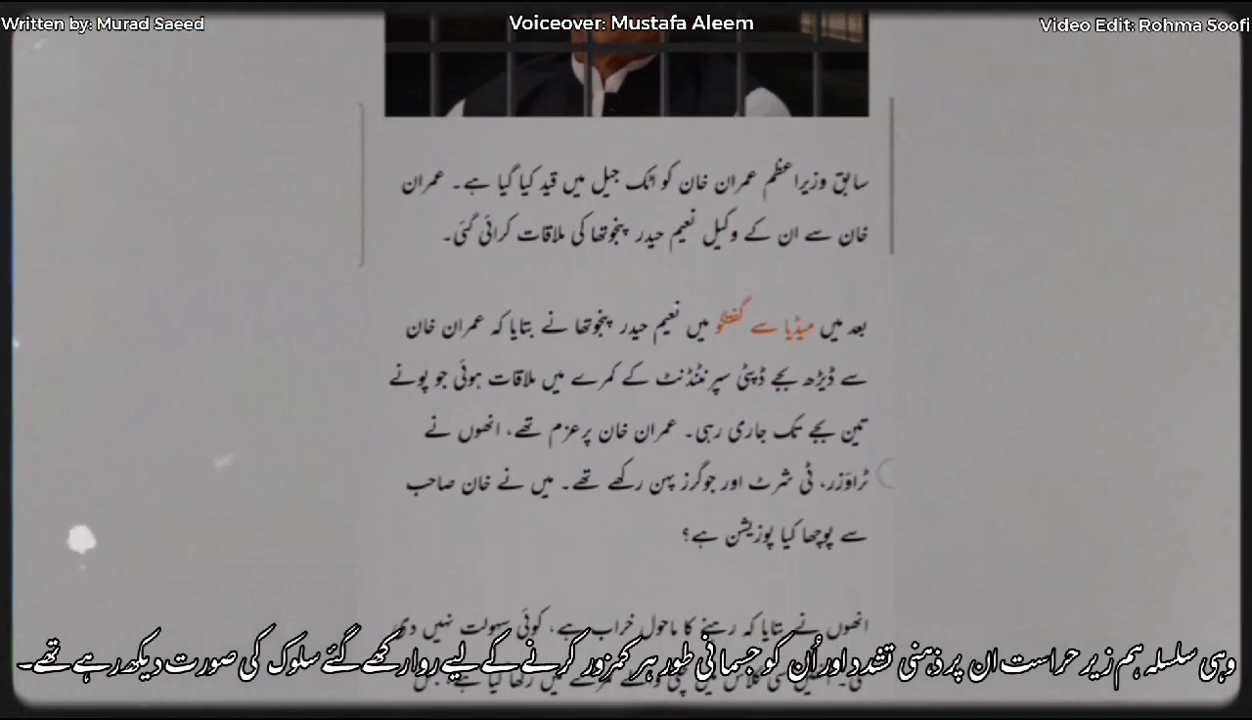 Written by: Murad Saeed
Voiceover: Mustafa Aleem
Video Edit: Rohma Soofi
سابق وزیراعظم عمران خان کو اٹک جیل میں قید کیا گیا ہے۔ عمران
خان سے ان کے وکیل نعیم حیدر پنجوتھا کی ملاقات کرائی گئی۔
بعد میں میڈیا سے گفتگو میں نعیم حیدر پنجوتھا نے بتایا کہ عمران خان
سے ڈیڑھ بجے ڈپٹی سپرنٹنڈنٹ کے کمرے میں ملاقات ہوئی جو پونے
تین بجے تک جاری رہی۔ عمران خان پرعزم تھے، انھوں نے
ٹراؤزر، ٹی شرٹ اور جوگرز پہن رکھے تھے۔ میں نے خان صاحب
سے پوچھا کیا پوزیشن ہے؟
انھوں نے بتایا کہ رہنے کا ماحول خراب ہے، کوئی سہولت نہیں دی
وہی سلسلہ ہم زیر حراست ان پر ذہنی تشدد اور اُن کو جسمانی طور ہر کمزور کرنے کے لیے روا رکھے گئے سلوک کی صورت دیکھ رہے تھے۔